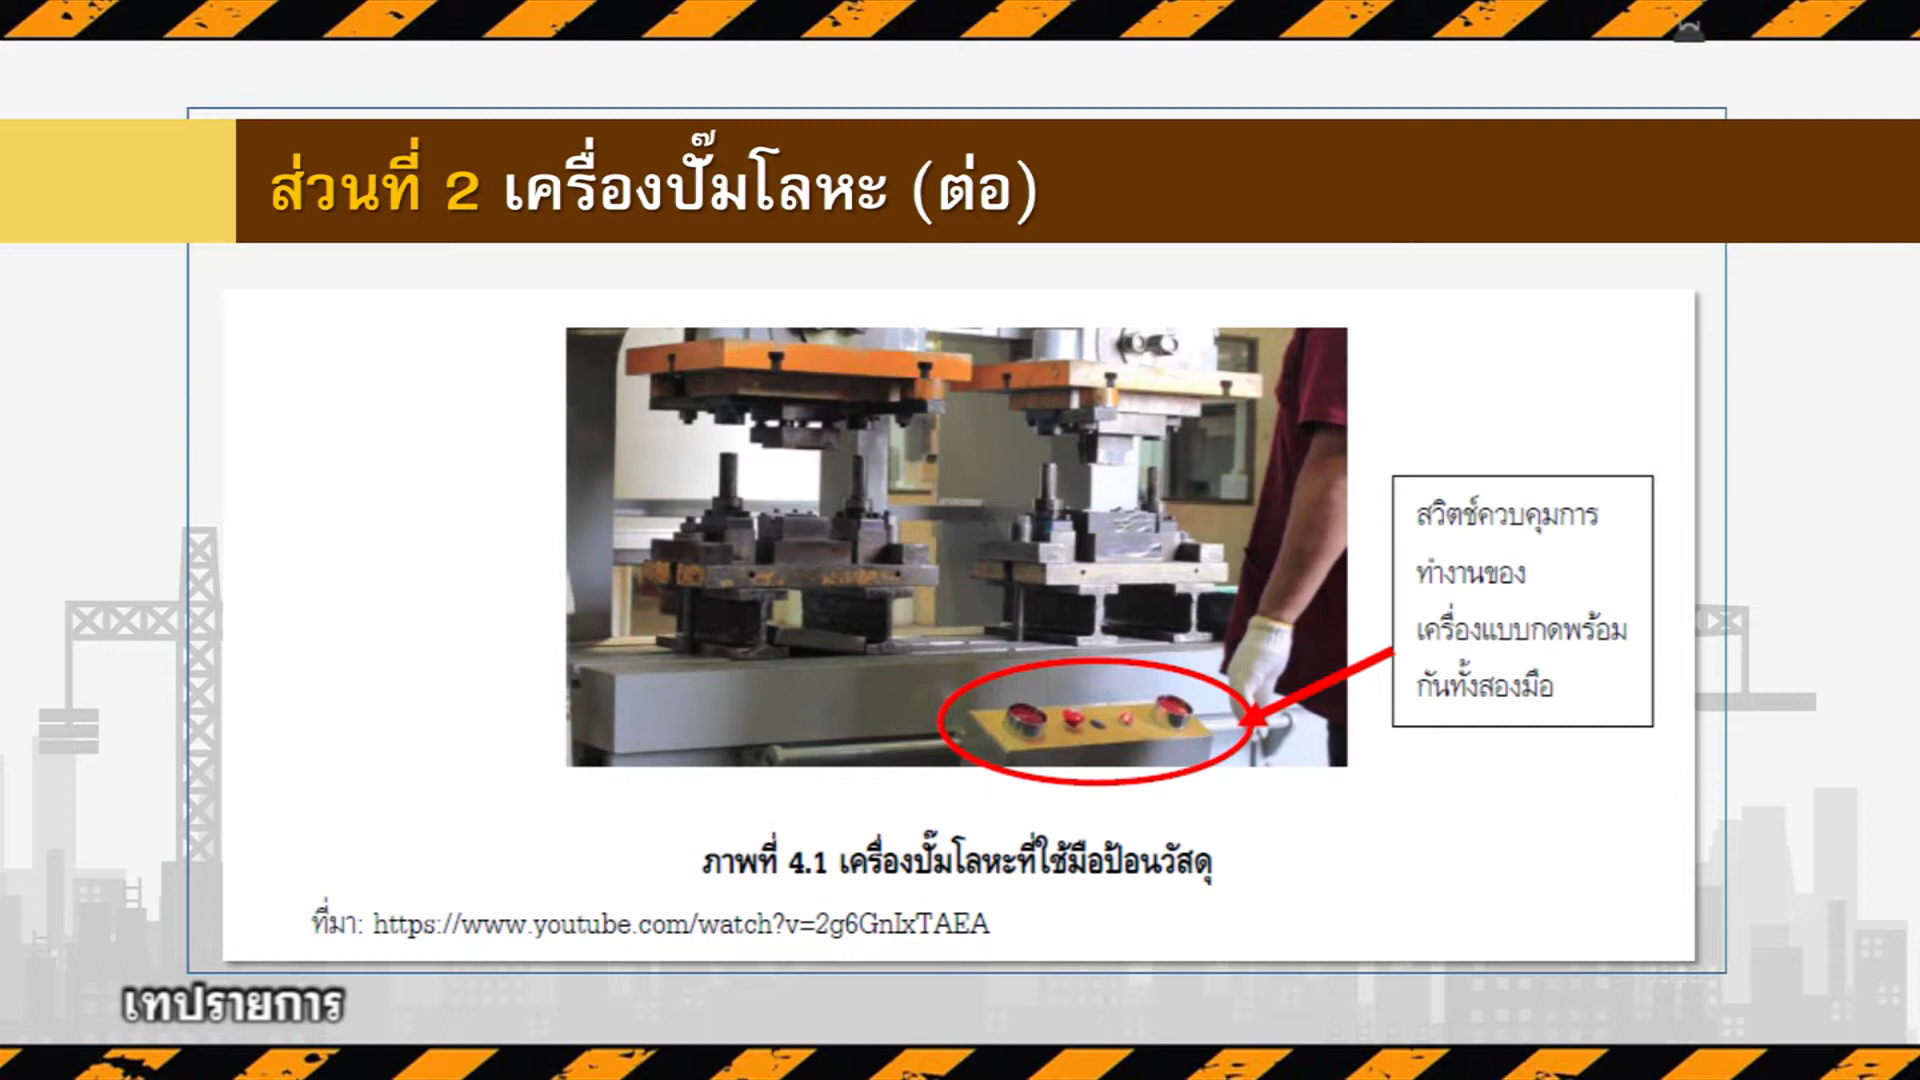 ส่วนที่ 2 เครื่องปั๊มโลหะ (ต่อ)
สวิตช์ควบคุมการ
ทำงานของ
เครื่องแบบกดพร้อม
กันทั้งสองมือ
ภาพที่ 4.1 เครื่องปั๊มโลหะที่ใช้มือป้อนวัสดุ
ที่มา: https://www.youtube.com/watch?v=2g6GnIxTAEA
เทปรายการ